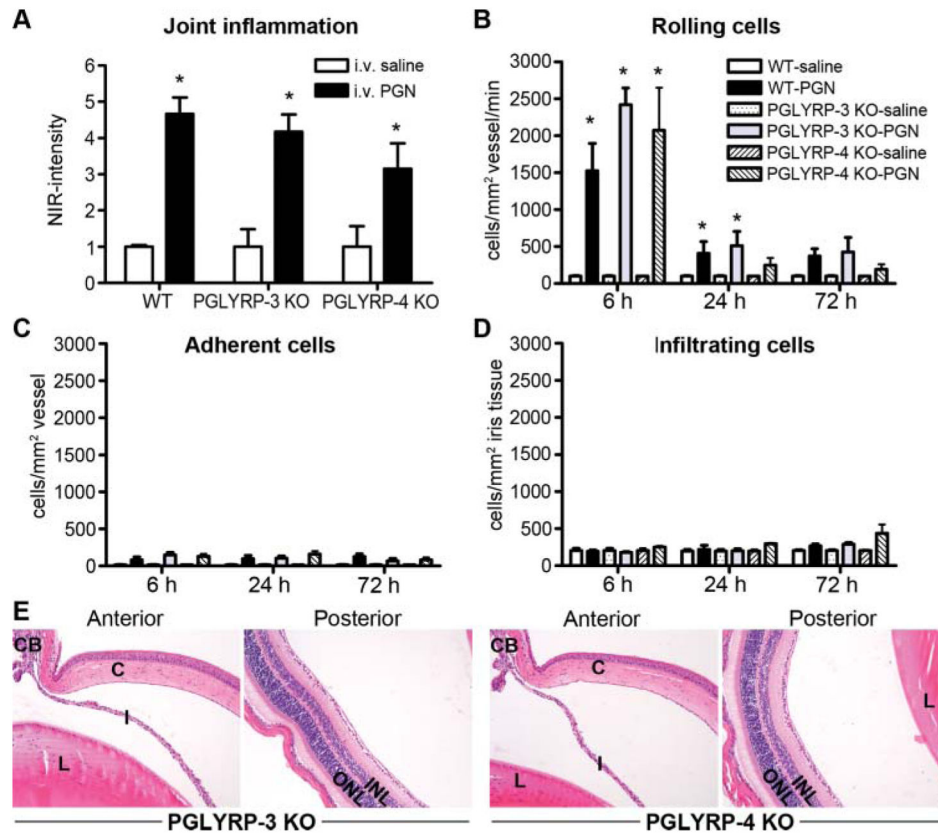 A
Joint inflammation
NIR-intensity
6
5
4
3
2
1
0
i.v. saline
i.v. PGN
*
*
*
WT
PGLYRP-3 KO
PGLYRP-4 KO
B
Rolling cells
cells/mm² vessel/min
3000
2500
2000
1500
1000
500
0
*
*
*
*
*
WT-saline
WT-PGN
PGLYRP-3 KO-saline
PGLYRP-3 KO-PGN
PGLYRP-4 KO-saline
PGLYRP-4 KO-PGN
6 h
24 h
72 h
C
Adherent cells
cells/mm² vessel
3000
2500
2000
1500
1000
500
0
6 h
24 h
72 h
D
Infiltrating cells
cells/mm² iris tissue
3000
2500
2000
1500
1000
500
0
6 h
24 h
72 h
E
Anterior
Posterior
Anterior
Posterior
CB
C
I
L
ONL
INL
CB
C
I
L
ONL
INL
L
PGLYRP-3 KO
PGLYRP-4 KO